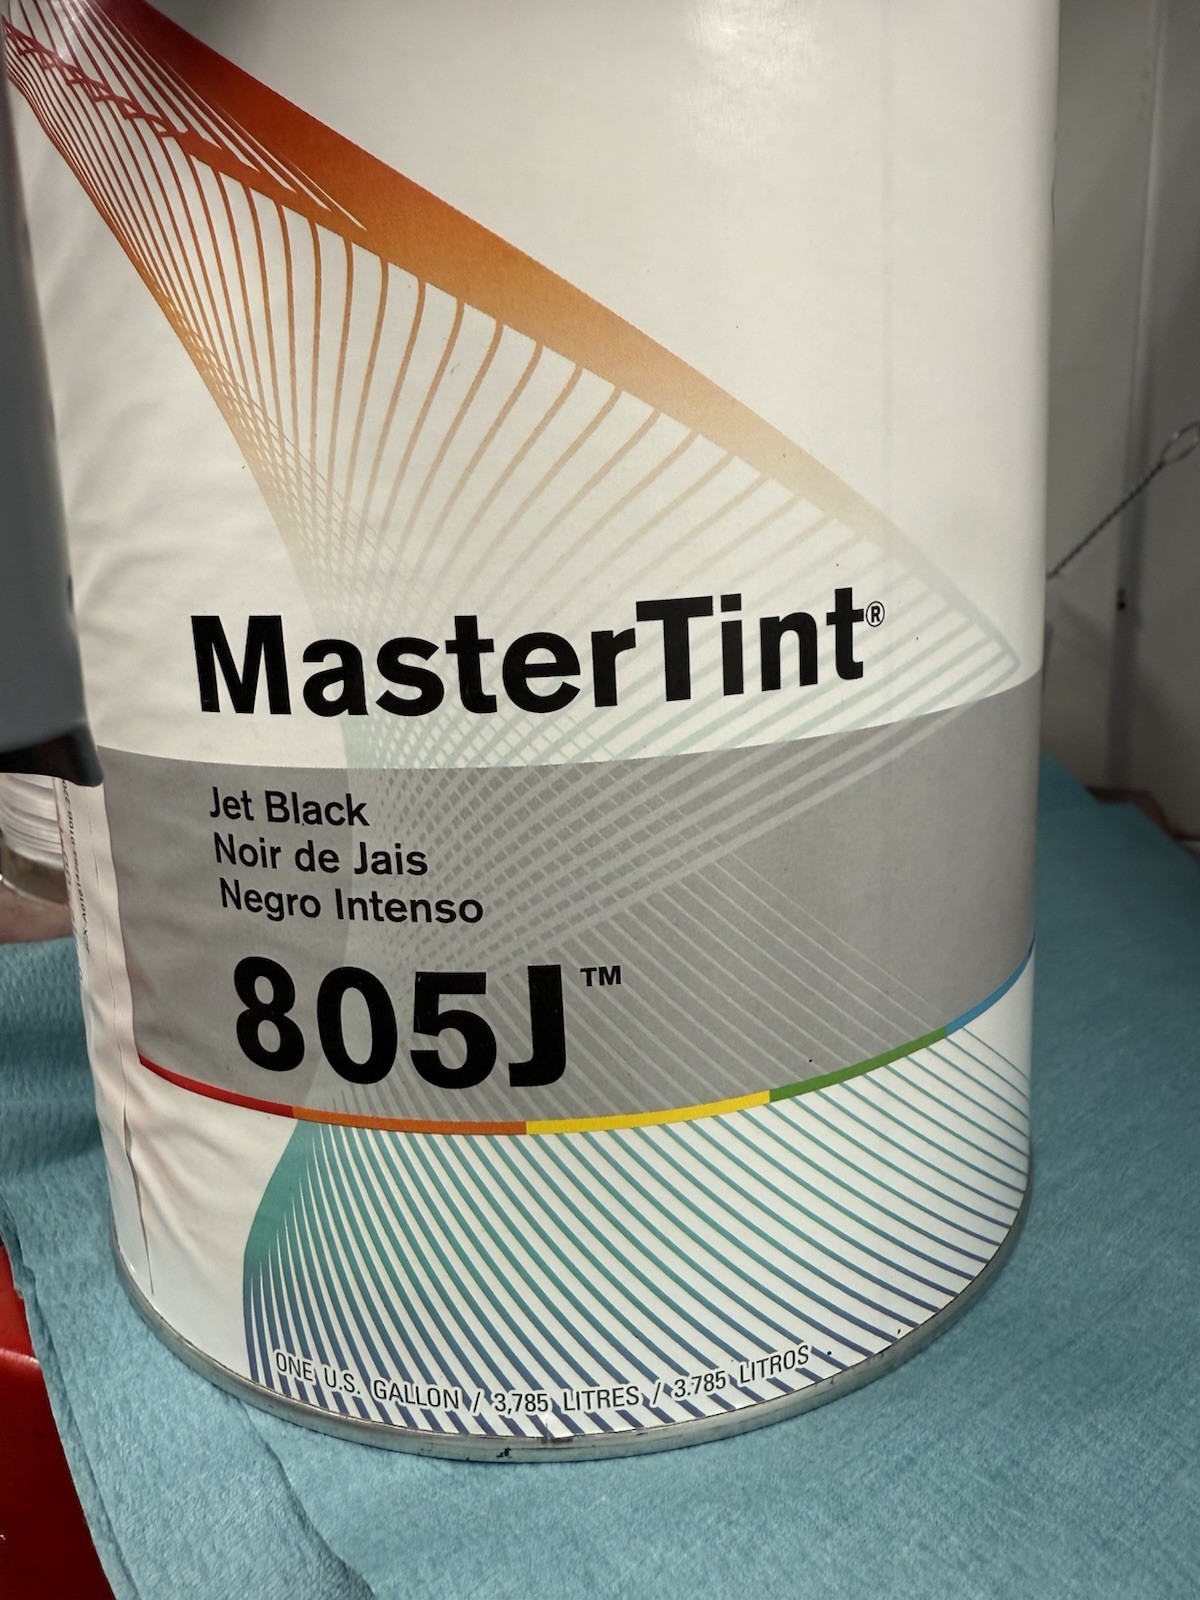 MasterTint®
Jet Black
Noir de Jais
Negro Intenso
805J™
ONE U.S. GALLON / 3,785 LITRES / 3.785 LITROS